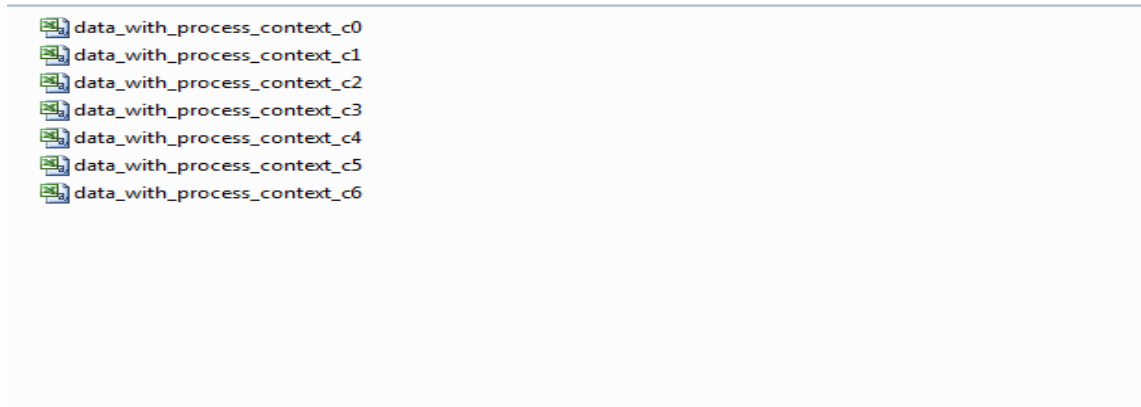 data_with_process_context_c0
data_with_process_context_c1
data_with_process_context_c2
data_with_process_context_c3
data_with_process_context_c4
data_with_process_context_c5
data_with_process_context_c6